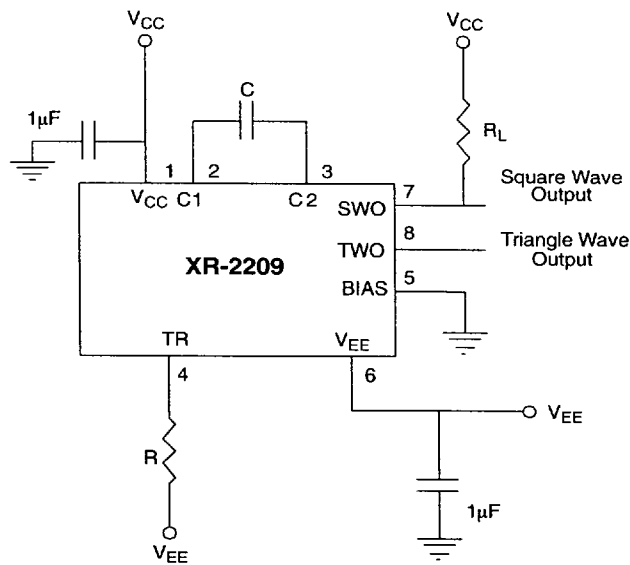 VCC
VCC
C
1µF
RL
1
2
3
VCC
C1
C2
7
Square Wave
Output
SWO
8
XR-2209
TWO
Triangle Wave
Output
BIAS
5
TR
VEE
4
6
R
VEE
1µF
VEE